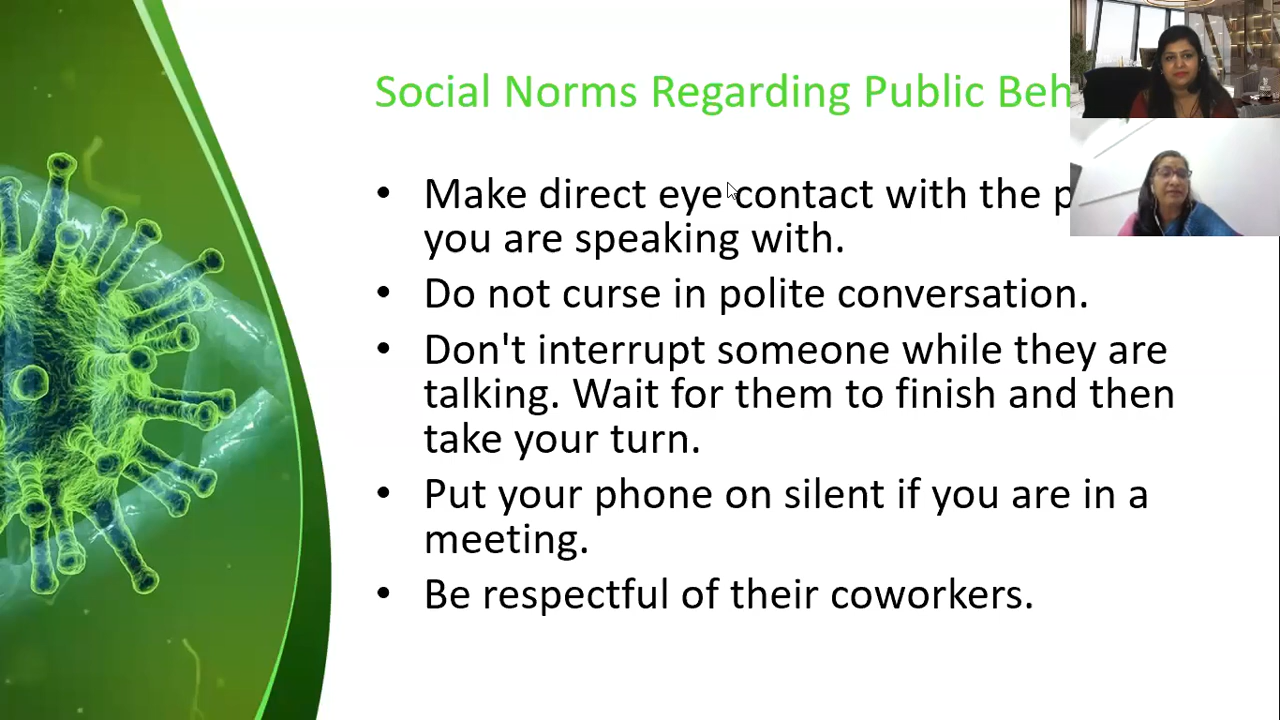 Social Norms Regarding Public
• Make direct eye contact with the
you are speaking with.
• Do not curse in polite conversation.
• Don't interrupt someone while they are
talking. Wait for them to finish and then
take your turn.
• Put your phone on silent if you are in a
meeting.
• Be respectful of their coworkers.